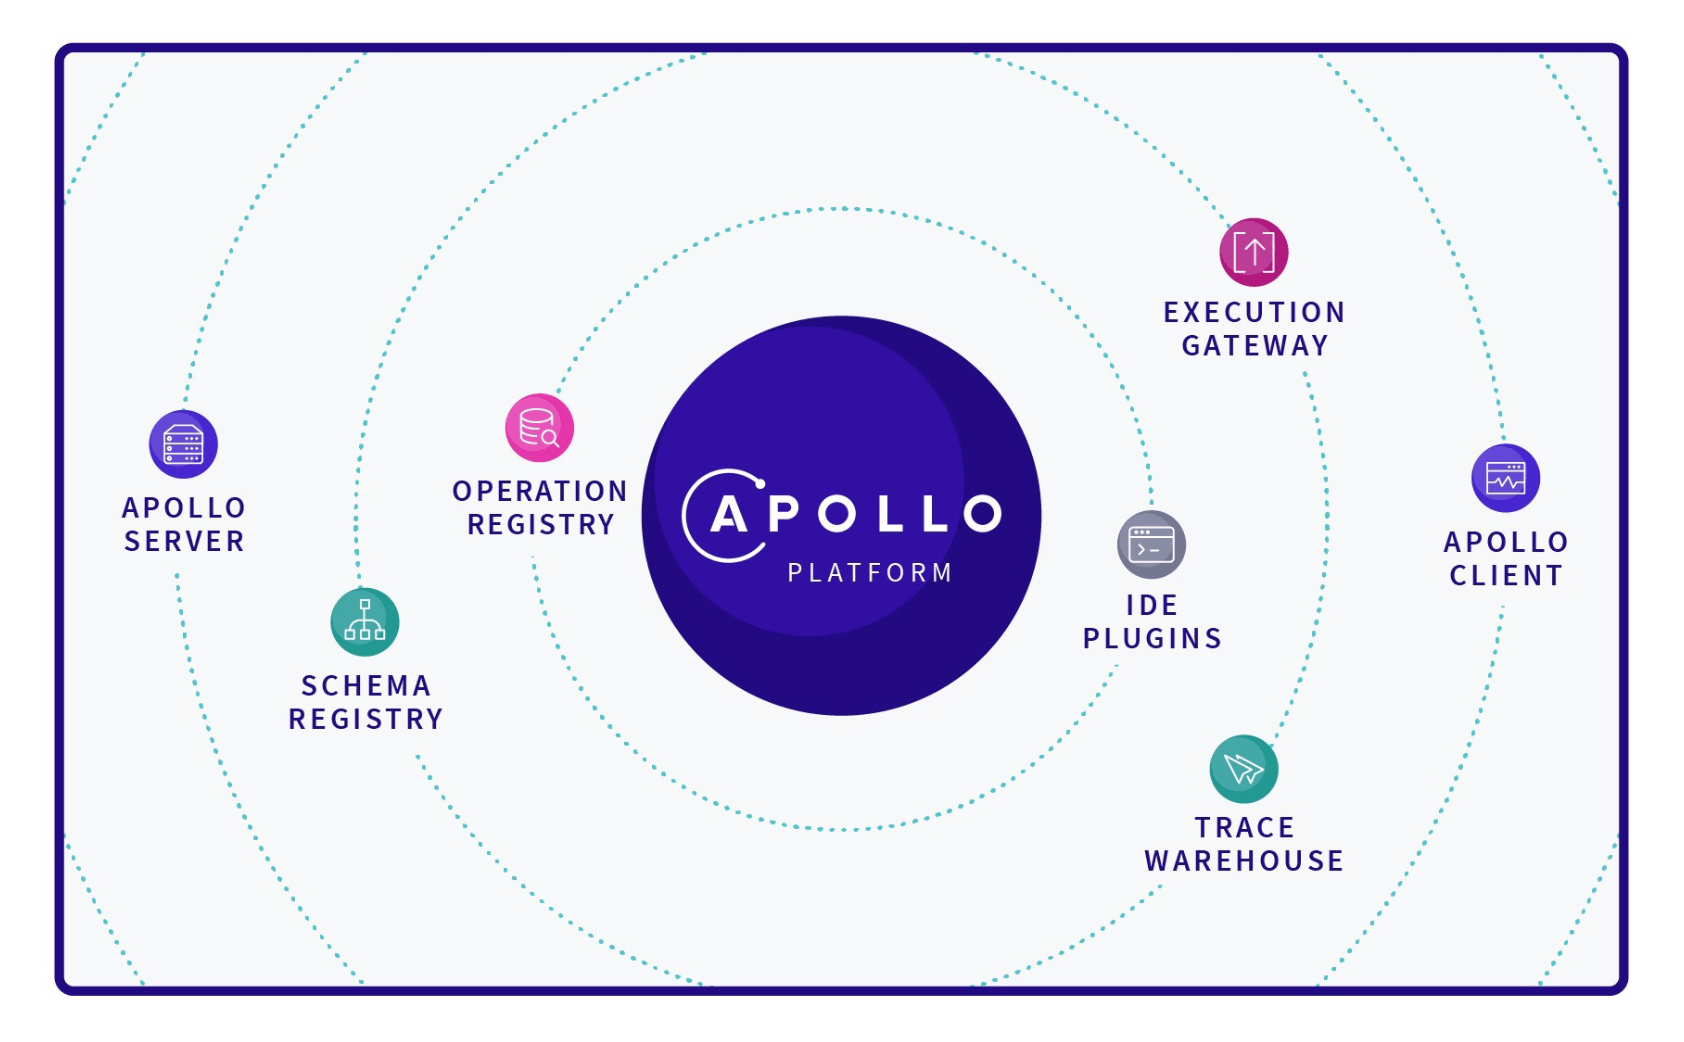 EXECUTION
GATEWAY
APOLLO
SERVER
OPERATION
REGISTRY
APOLLO
PLATFORM
IDE
PLUGINS
APOLLO
CLIENT
SCHEMA
REGISTRY
TRACE
WAREHOUSE